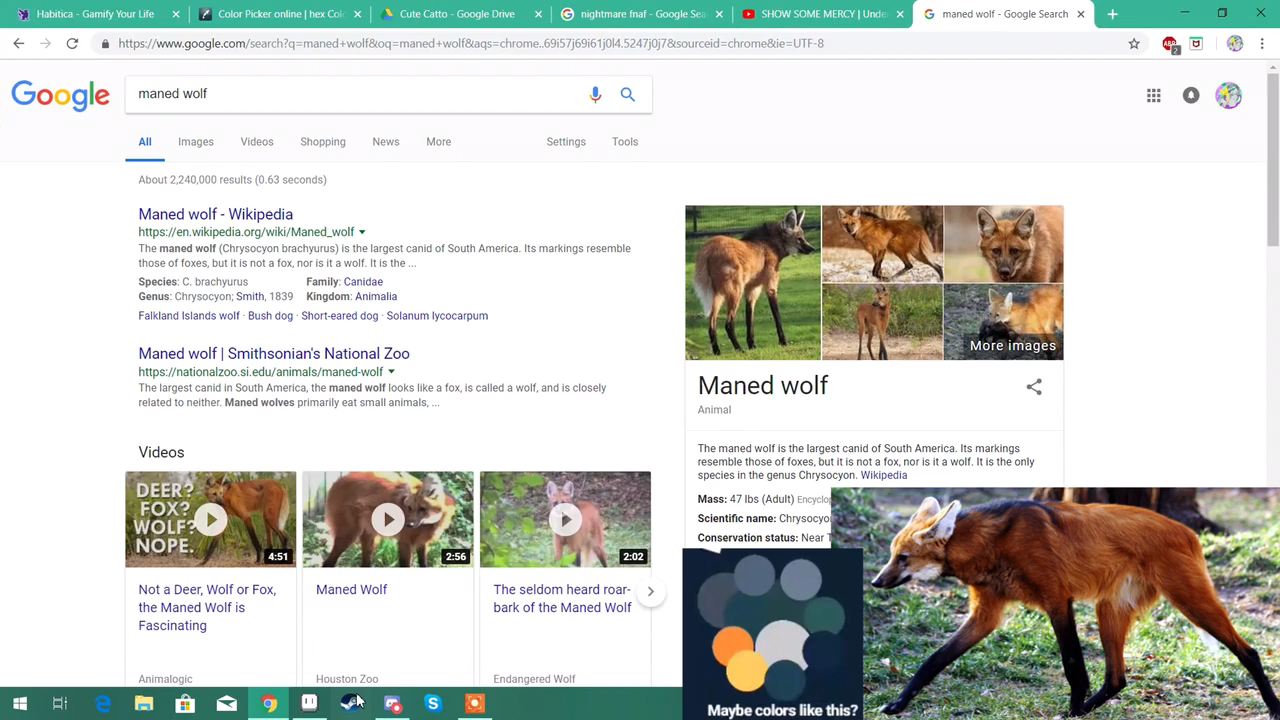 Habitica - Gamify Your Life
Color Picker online | hex Col
Cute Catto - Google Drive
nightmare fnaf - Google S
SHOW SOME MERCY | Und
maned wolf - Google Search
https://www.google.com/search?q=maned+wolf&oq=maned+wolf&aqs=chrome..69i57j69i61j0l4.5247j0j7&sourceid=chrome&ie=UTF-8
ABP
2
Google
maned wolf
All Images Videos Shopping News More Settings Tools
About 2,240,000 results (0.63 seconds)
Maned wolf - Wikipedia
https://en.wikipedia.org/wiki/Maned_wolf
The maned wolf (Chrysocyon brachyurus) is the largest canid of South America. Its markings resemble
those of foxes, but it is not a fox, nor is it a wolf. It is the ...
Species: C. brachyurus Family: Canidae
Genus: Chrysocyon; Smith, 1839 Kingdom: Animalia
Falkland Islands wolf · Bush dog · Short-eared dog · Solanum lycocarpum
Maned wolf | Smithsonian's National Zoo
https://nationalzoo.si.edu/animals/maned-wolf
The largest canid in South America, the maned wolf looks like a fox, is called a wolf, and is closely
related to neither. Maned wolves primarily eat small animals, ...
Videos
DEER?
FOX?
WOLF?
NOPE.
4:51
2:56
2:02
Not a Deer, Wolf or Fox,
the Maned Wolf is
Fascinating
Animalogic
Maned Wolf
Houston Zoo
The seldom heard roar-
bark of the Maned Wolf
Endangered Wolf
More images
Maned wolf
Animal
The maned wolf is the largest canid of South America. Its markings
resemble those of foxes, but it is not a fox, nor is it a wolf. It is the only
species in the genus Chrysocyon. Wikipedia
Mass: 47 lbs (Adult) Encyclop
Scientific name: Chrysocyo
Conservation status: Near T
Maybe colors like this?